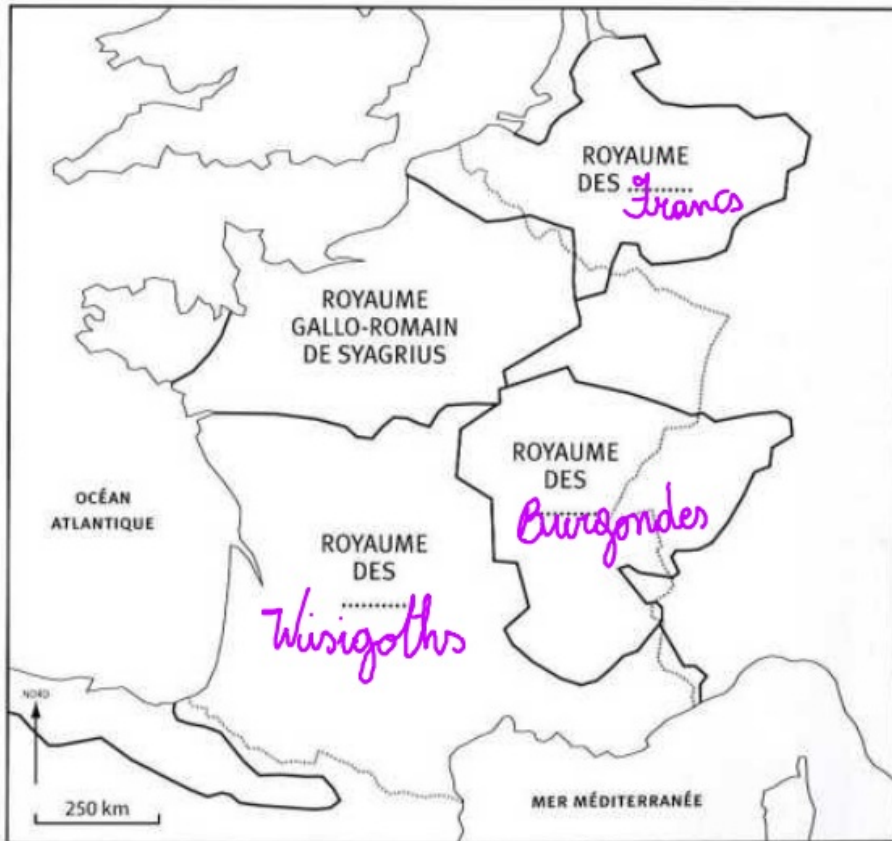 ROYAUME
DES ..........
Francs
ROYAUME
GALLO-ROMAIN
DE SYAGRIUS
ROYAUME
DES
..........
Burgondes
OCÉAN
ATLANTIQUE
ROYAUME
DES
..........
Wisigoths
NORD
250 km
MER MÉDITERRANÉE